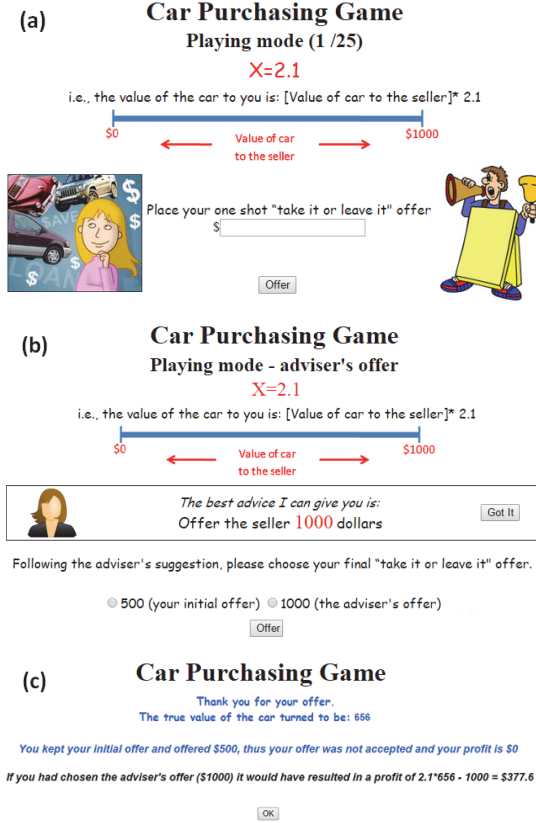 (a)
Car Purchasing Game
Playing mode (1 /25)
X=2.1
i.e., the value of the car to you is: [Value of car to the seller]* 2.1
$0
$1000
Value of car
to the seller
$
$
SAVE
LOAN
$
$
Place your one shot "take it or leave it" offer
$
Offer
(b)
Car Purchasing Game
Playing mode - adviser's offer
X=2.1
i.e., the value of the car to you is: [Value of car to the seller]* 2.1
$0
$1000
Value of car
to the seller
The best advice I can give you is:
Offer the seller 1000 dollars
Got It
Following the adviser's suggestion, please choose your final "take it or leave it" offer.
500 (your initial offer) 1000 (the adviser's offer)
Offer
(c)
Car Purchasing Game
Thank you for your offer.
The true value of the car turned to be: 656
You kept your initial offer and offered $500, thus your offer was not accepted and your profit is $0
If you had chosen the adviser's offer ($1000) it would have resulted in a profit of 2.1*656 - 1000 = $377.6
OK